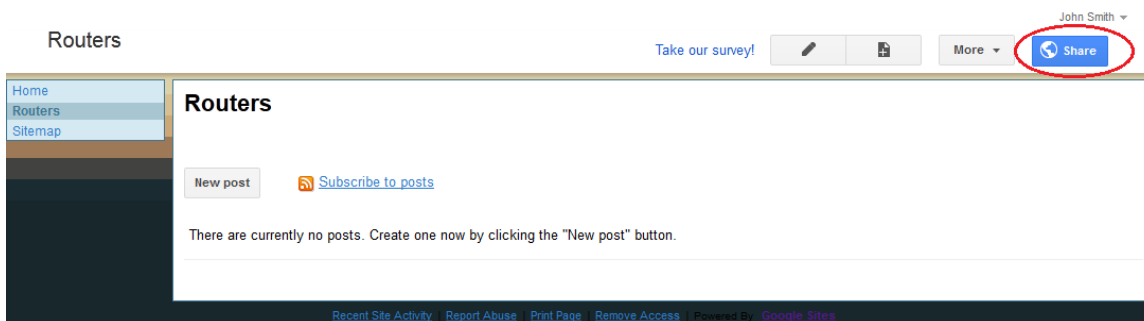 John Smith
Routers
Take our survey!
More
Share
Home
Routers
Sitemap
Routers
New post
Subscribe to posts
There are currently no posts. Create one now by clicking the "New post" button.
Recent Site Activity | Report Abuse | Print Page | Remove Access | Powered By Google Sites